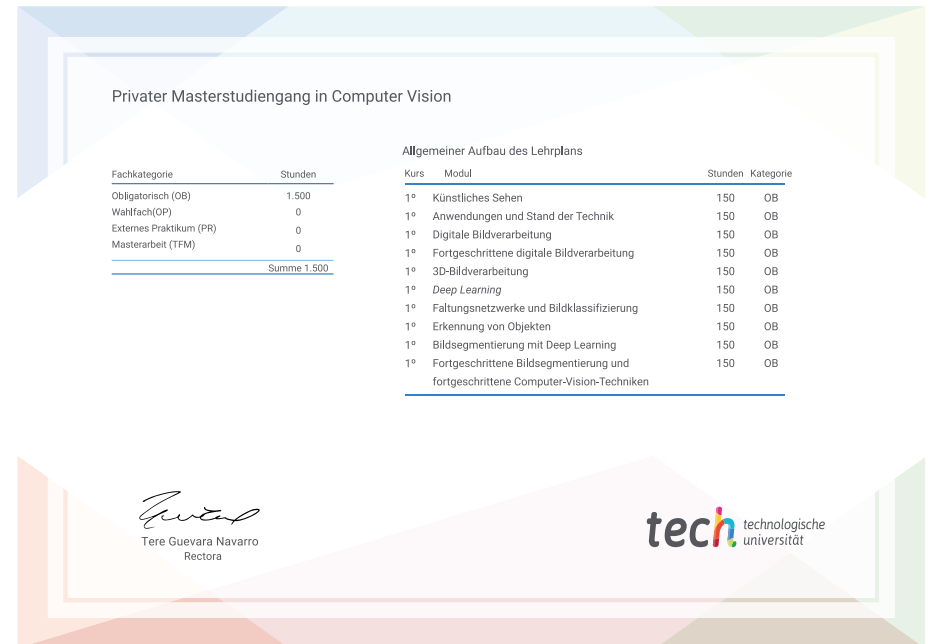 Privater Masterstudiengang in Computer Vision
Fachkategorie Stunden
Obligatorisch (OB) 1.500
Wahlfach(OP) 0
Externes Praktikum (PR) 0
Masterarbeit (TFM) 0
Summe 1.500
Allgemeiner Aufbau des Lehrplans
Kurs Modul Stunden Kategorie
1º Künstliches Sehen 150 OB
1º Anwendungen und Stand der Technik 150 OB
1º Digitale Bildverarbeitung 150 OB
1º Fortgeschrittene digitale Bildverarbeitung 150 OB
1º 3D-Bildverarbeitung 150 OB
1º Deep Learning 150 OB
1º Faltungsnetzwerke und Bildklassifizierung 150 OB
1º Erkennung von Objekten 150 OB
1º Bildsegmentierung mit Deep Learning 150 OB
1º Fortgeschrittene Bildsegmentierung und 150 OB
fortgeschrittene Computer-Vision-Techniken
Tere Guevara Navarro
Rectora
tech technologische
universität